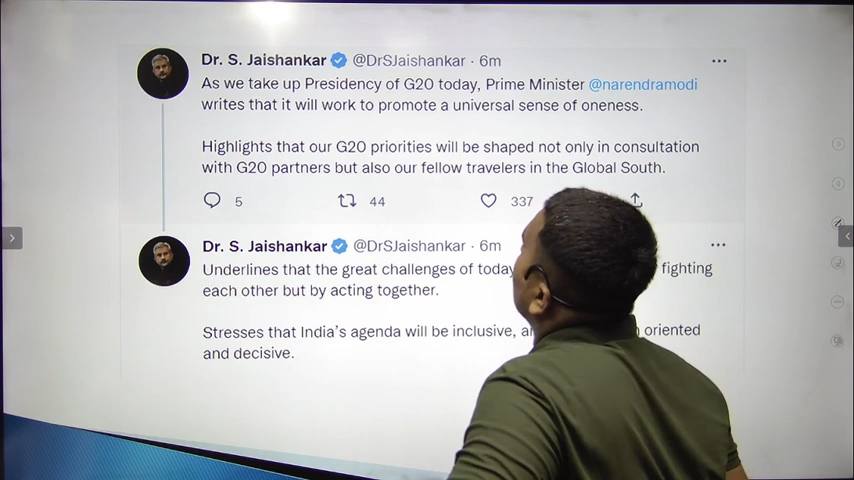 Dr. S. Jaishankar @DrSJaishankar · 6m
As we take up Presidency of G20 today, Prime Minister @narendramodi
writes that it will work to promote a universal sense of oneness.
Highlights that our G20 priorities will be shaped not only in consultation
with G20 partners but also our fellow travelers in the Global South.
5 44 337
Dr. S. Jaishankar @DrSJaishankar · 6m
Underlines that the great challenges of today fighting
each other but by acting together.
Stresses that India's agenda will be inclusive, oriented
and decisive.